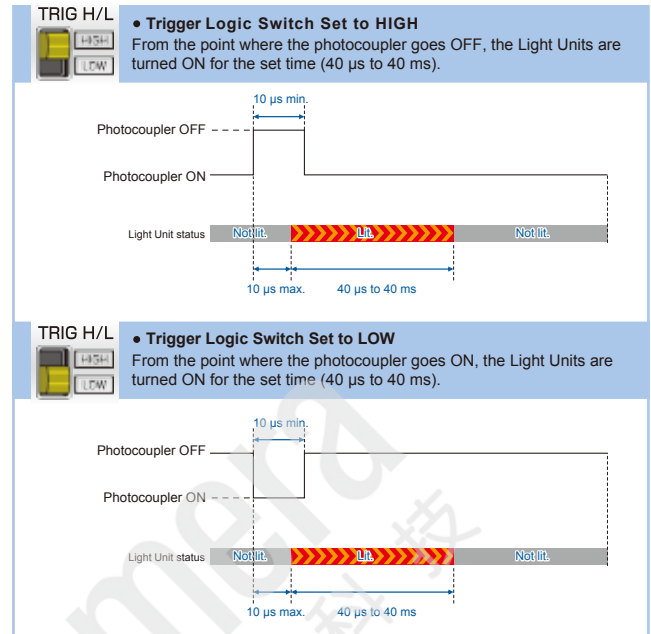 TRIG H/L
HIGH
LOW
● Trigger Logic Switch Set to HIGH
From the point where the photocoupler goes OFF, the Light Units are
turned ON for the set time (40 µs to 40 ms).
10 µs min.
Photocoupler OFF
Photocoupler ON
Light Unit status
Not lit.
Lit.
Not lit.
10 µs max.
40 µs to 40 ms
TRIG H/L
HIGH
LOW
● Trigger Logic Switch Set to LOW
From the point where the photocoupler goes ON, the Light Units are
turned ON for the set time (40 µs to 40 ms).
10 µs min.
Photocoupler OFF
Photocoupler ON
Light Unit status
Not lit.
Lit.
Not lit.
10 µs max.
40 µs to 40 ms
mera
科技